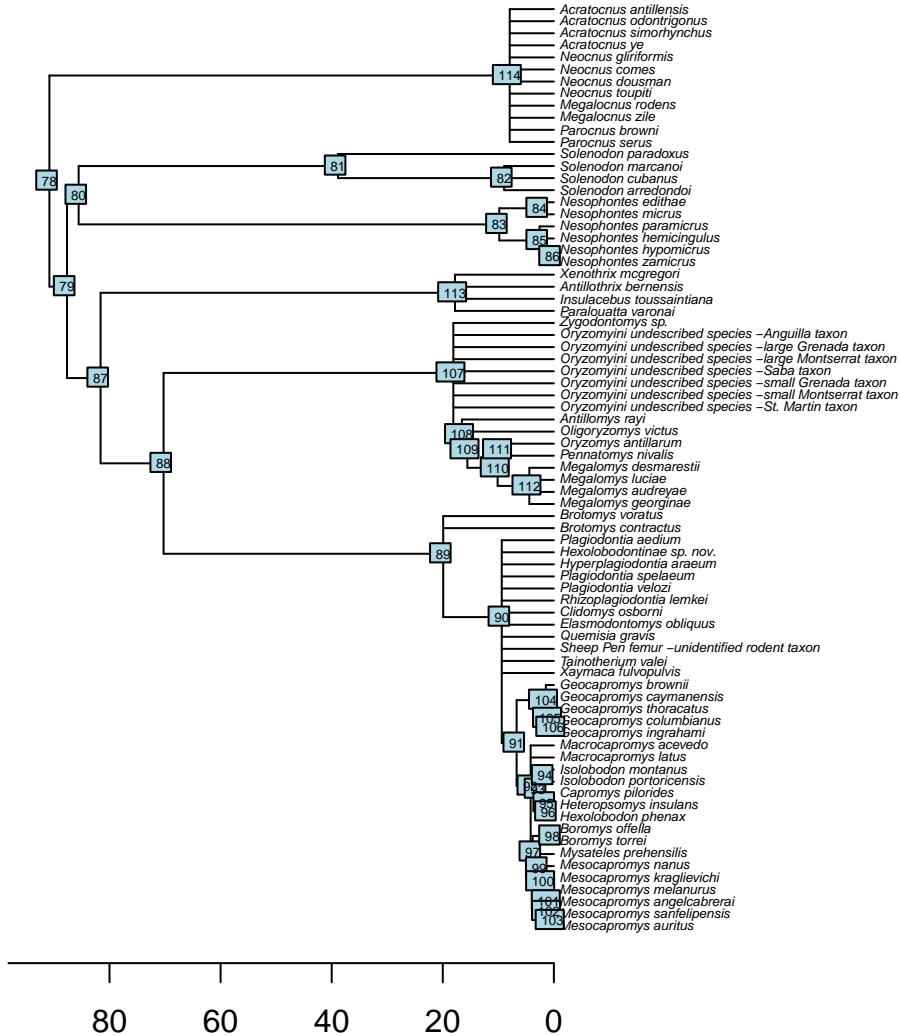 Acratocnus antillensis
Acratocnus odontrigonus
Acratocnus simorhynchus
Acratocnus ye
Neocnus gliriformis
Neocnus comes
114
Neocnus dousman
Neocnus toupiti
Megalocnus rodens
Megalocnus zile
Parocnus browni
Parocnus serus
Solenodon paradoxus
81
Solenodon marcanoi
82
Solenodon cubanus
78
Solenodon arredondoi
80
Nesophontes edithae
84
Nesophontes micrus
83
Nesophontes paramicrus
85
Nesophontes hemicingulus
Nesophontes hypomicrus
86
Nesophontes zamicrus
Xenothrix mcgregori
79
Antillothrix bernensis
113
Insulacebus toussaintiana
Paralouatta varonai
Zygodontomys sp.
Oryzomyini undescribed species −Anguilla taxon
Oryzomyini undescribed species −large Grenada taxon
Oryzomyini undescribed species −large Montserrat taxon
107
Oryzomyini undescribed species −Saba taxon
87
Oryzomyini undescribed species −small Grenada taxon
Oryzomyini undescribed species −small Montserrat taxon
Oryzomyini undescribed species −St. Martin taxon
Antillomys rayi
108
Oligoryzomys victus
Oryzomys antillarum
109
111
Pennatomys nivalis
88
110
Megalomys desmarestii
Megalomys luciae
112
Megalomys audreyae
Megalomys georginae
Brotomys voratus
Brotomys contractus
Plagiodontia aedium
89
Hexolobodontinae sp. nov.
Hyperplagiodontia araeum
Plagiodontia spelaeum
Plagiodontia velozi
Rhizoplagiodontia lemkei
Clidomys osborni
90
Elasmodontomys obliquus
Quemisia gravis
Sheep Pen femur −unidentified rodent taxon
Tainotherium valei
Xaymaca fulvopulvis
Geocapromys brownii
104
Geocapromys caymanensis
Geocapromys thoracatus
105
Geocapromys columbianus
106
Geocapromys ingrahami
91
Macrocapromys acevedo
Macrocapromys latus
94
Isolobodon montanus
Isolobodon portoricensis
Capromys pilorides
95
Heteropsomys insulans
96
Hexolobodon phenax
Boromys offella
98
Boromys torrei
97
Mysateles prehensilis
99
Mesocapromys nanus
100
Mesocapromys kraglievichi
Mesocapromys melanurus
101
Mesocapromys angelcabrerai
102
Mesocapromys sanfelipensis
103
Mesocapromys auritus
80 60 40 20 0